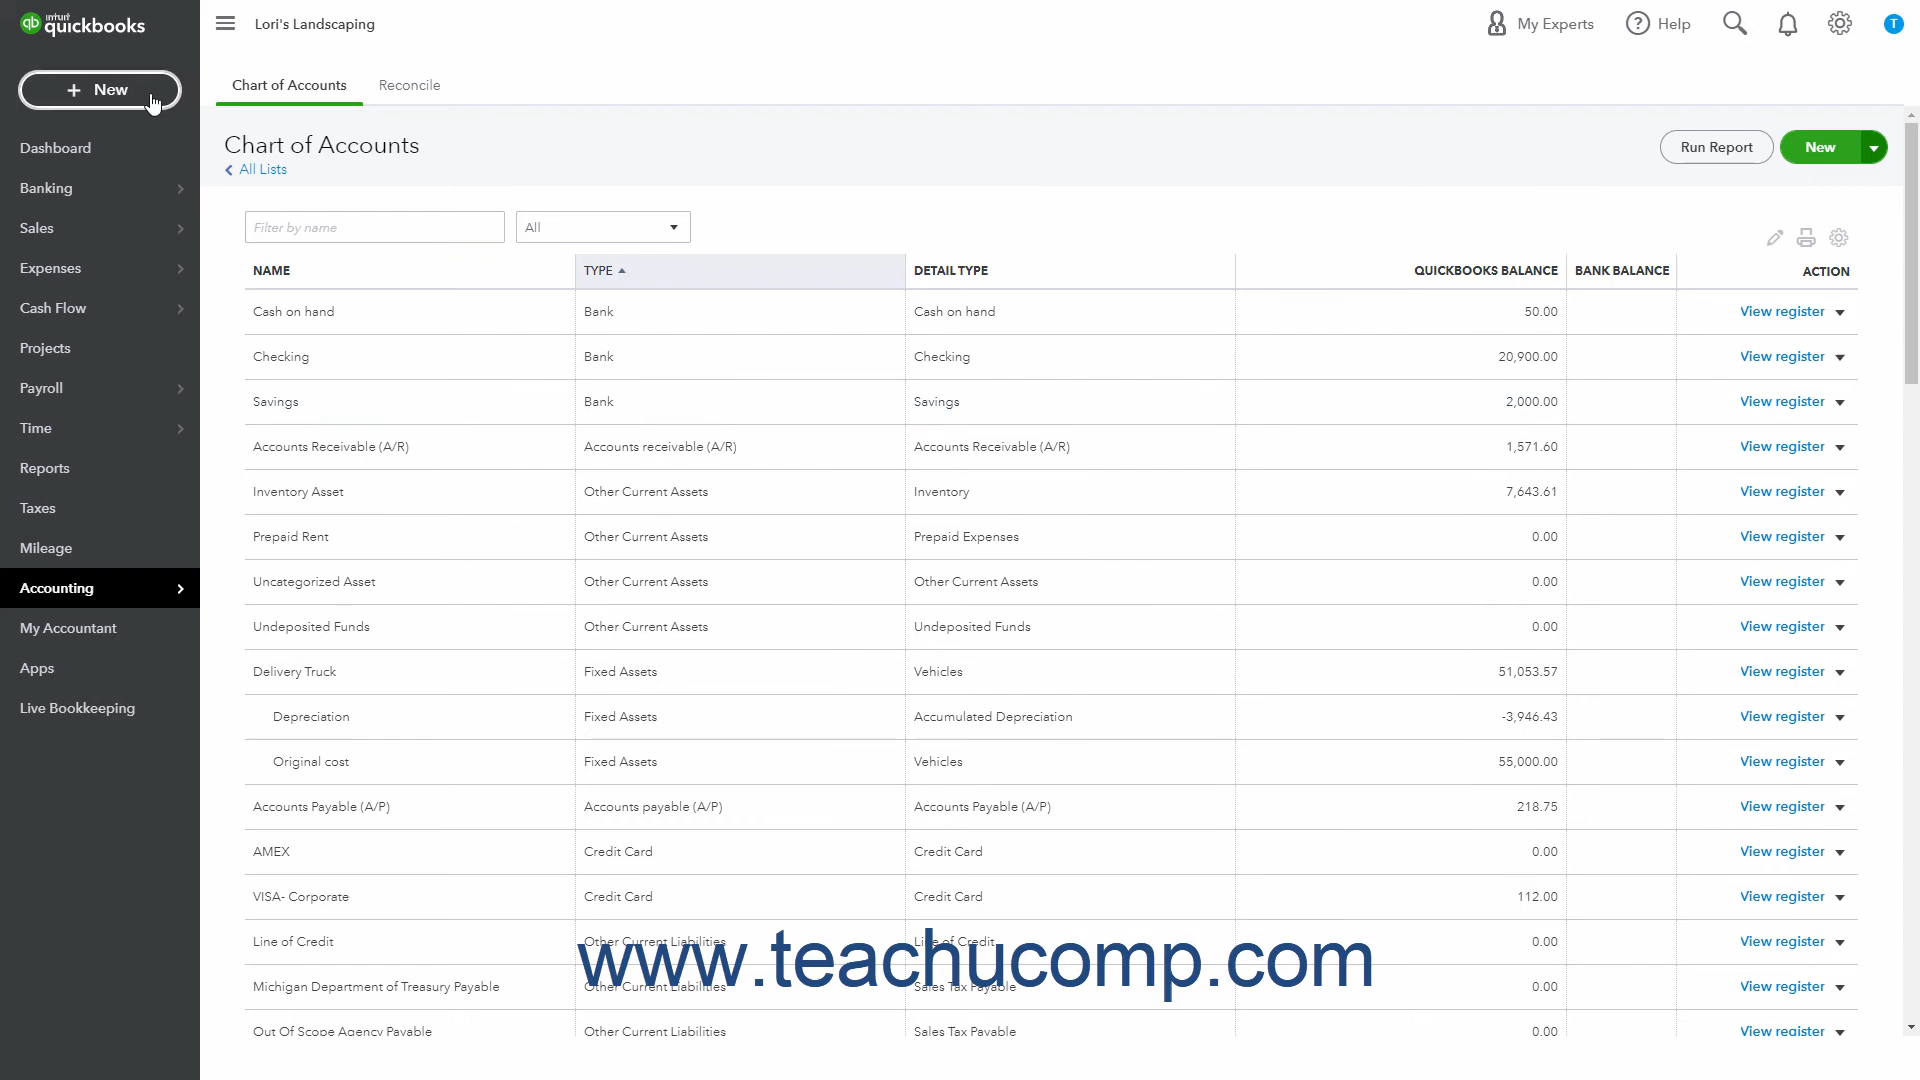 intuit
quickbooks
Lori's Landscaping
My Experts
Help
T
+ New
Chart of Accounts
Reconcile
Dashboard
Banking
Sales
Expenses
Cash Flow
Projects
Payroll
Time
Reports
Taxes
Mileage
Accounting
My Accountant
Apps
Live Bookkeeping
Chart of Accounts
All Lists
Run Report
New
Filter by name
All
NAME TYPE DETAIL TYPE QUICKBOOKS BALANCE BANK BALANCE ACTION
Cash on hand Bank Cash on hand 50.00 View register
Checking Bank Checking 20,900.00 View register
Savings Bank Savings 2,000.00 View register
Accounts Receivable (A/R) Accounts receivable (A/R) Accounts Receivable (A/R) 1,571.60 View register
Inventory Asset Other Current Assets Inventory 7,643.61 View register
Prepaid Rent Other Current Assets Prepaid Expenses 0.00 View register
Uncategorized Asset Other Current Assets Other Current Assets 0.00 View register
Undeposited Funds Other Current Assets Undeposited Funds 0.00 View register
Delivery Truck Fixed Assets Vehicles 51,053.57 View register
Depreciation Fixed Assets Accumulated Depreciation -3,946.43 View register
Original cost Fixed Assets Vehicles 55,000.00 View register
Accounts Payable (A/P) Accounts payable (A/P) Accounts Payable (A/P) 218.75 View register
AMEX Credit Card Credit Card 0.00 View register
VISA- Corporate Credit Card Credit Card 112.00 View register
Line of Credit Other Current Liabilities Line of Credit 0.00 View register
www.teachucomp.com
Michigan Department of Treasury Payable Other Current Liabilities Sales Tax Payable 0.00 View register
Out Of Scope Agency Payable Other Current Liabilities Sales Tax Payable 0.00 View register